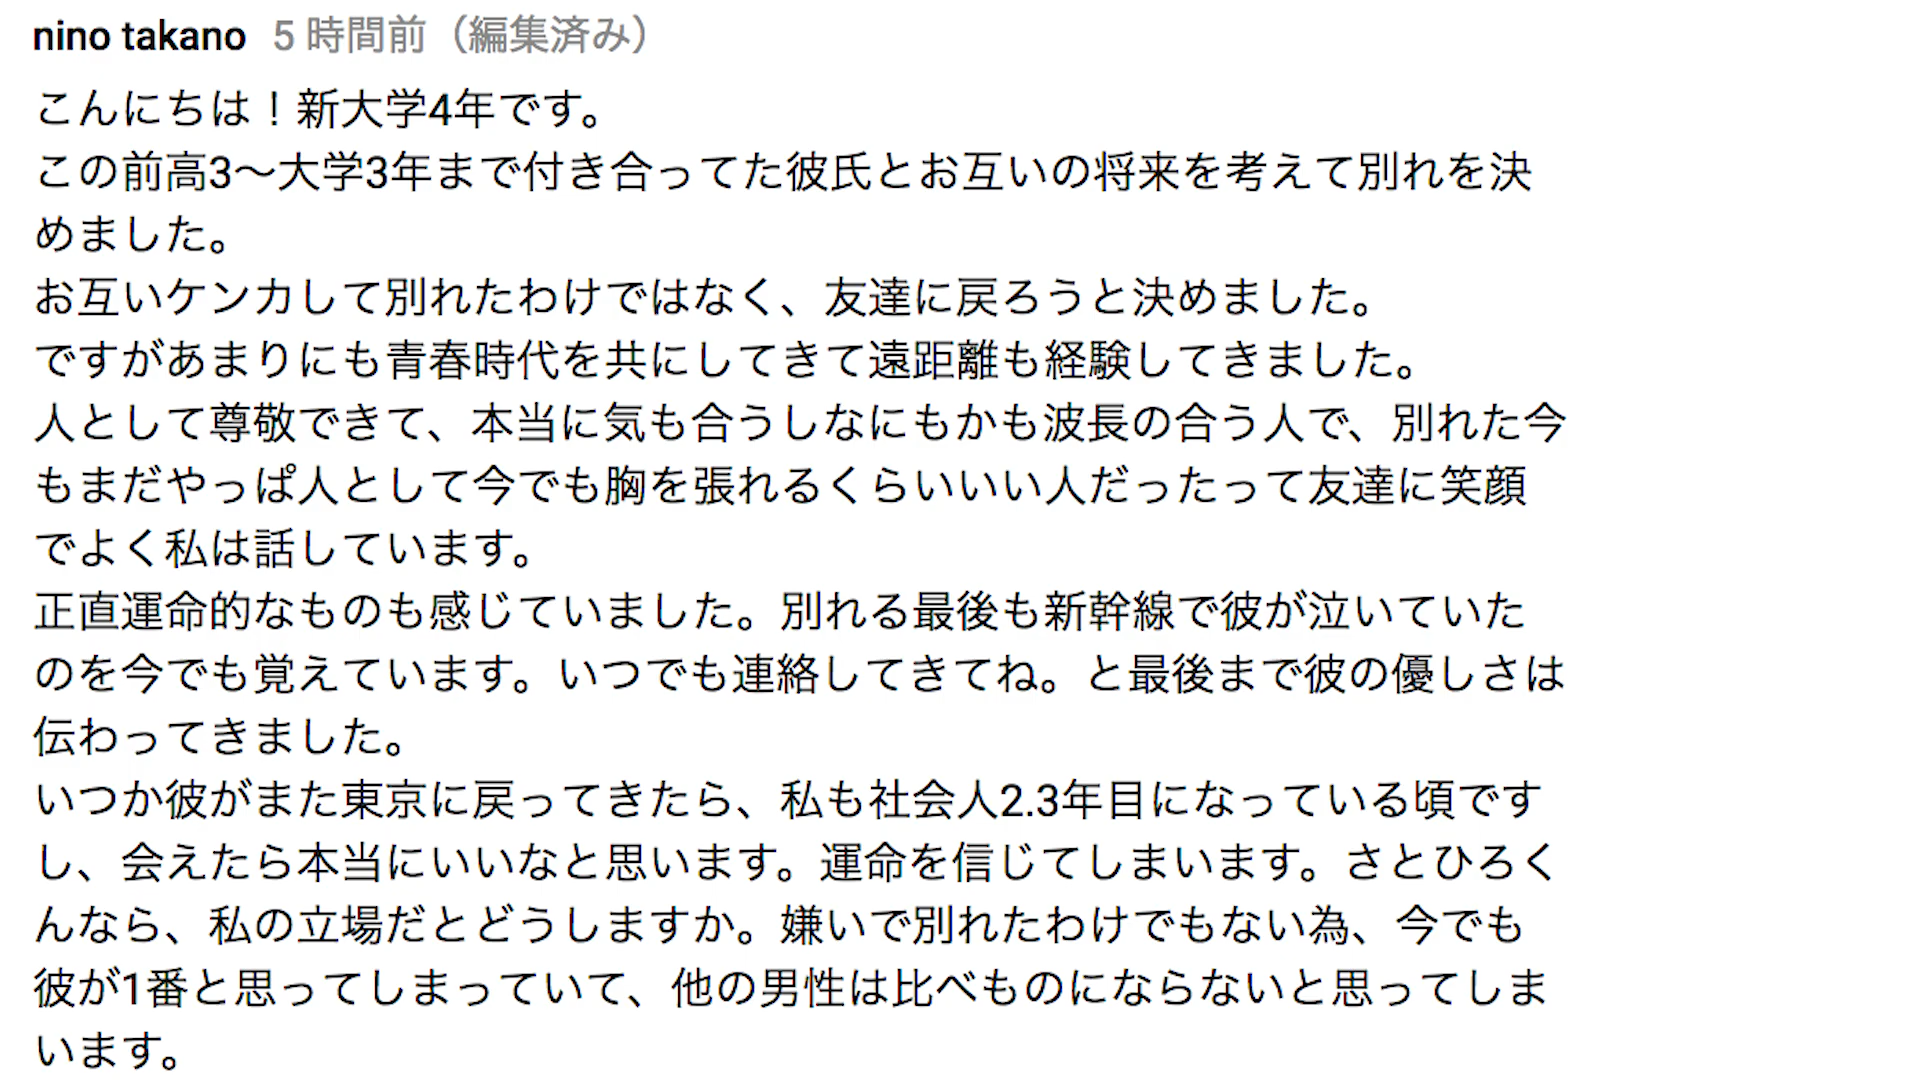 nino takano 5 時間前（編集済み）
こんにちは！新大学4年です。
この前高3〜大学3年まで付き合ってた彼氏とお互いの将来を考えて別れを決
めました。
お互いケンカして別れたわけではなく、友達に戻ろうと決めました。
ですがあまりにも青春時代を共にしてきて遠距離も経験してきました。
人として尊敬できて、本当に気も合うしなにもかも波長の合う人で、別れた今
もまだやっぱ人として今でも胸を張れるくらいいい人だったって友達に笑顔
でよく私は話しています。
正直運命的なものも感じていました。別れる最後も新幹線で彼が泣いていた
のを今でも覚えています。いつでも連絡してきてね。と最後まで彼の優しさは
伝わってきました。
いつか彼がまた東京に戻ってきたら、私も社会人2.3年目になっている頃です
し、会えたら本当にいいなと思います。運命を信じてしまいます。さとひろく
んなら、私の立場だとどうしますか。嫌いで別れたわけでもない為、今でも
彼が1番と思ってしまっていて、他の男性は比べものにならないと思ってしま
います。